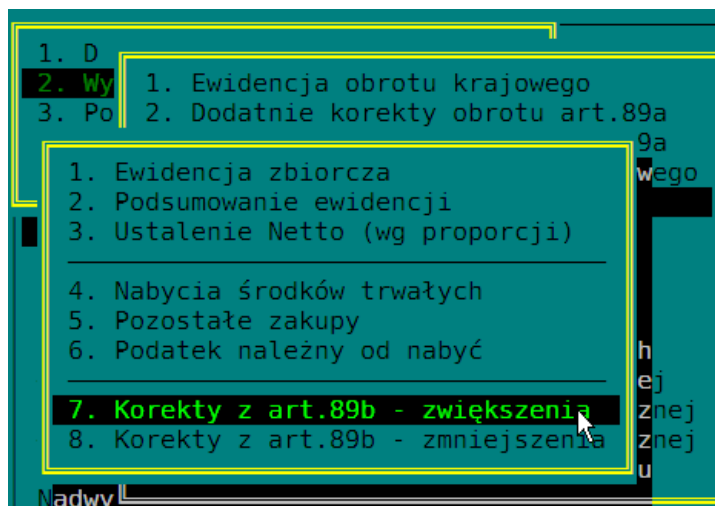 1. D
2. Wy
3. Po
1. Ewidencja obrotu krajowego
2. Dodatnie korekty obrotu art.89a
9a
wego
1. Ewidencja zbiorcza
2. Podsumowanie ewidencji
3. Ustalenie Netto (wg proporcji)
4. Nabycia środków trwałych
5. Pozostałe zakupy
6. Podatek należny od nabyć
h
ej
7. Korekty z art.89b - zwiększenia
znej
8. Korekty z art.89b - zmniejszenia
znej
u
Nadwy